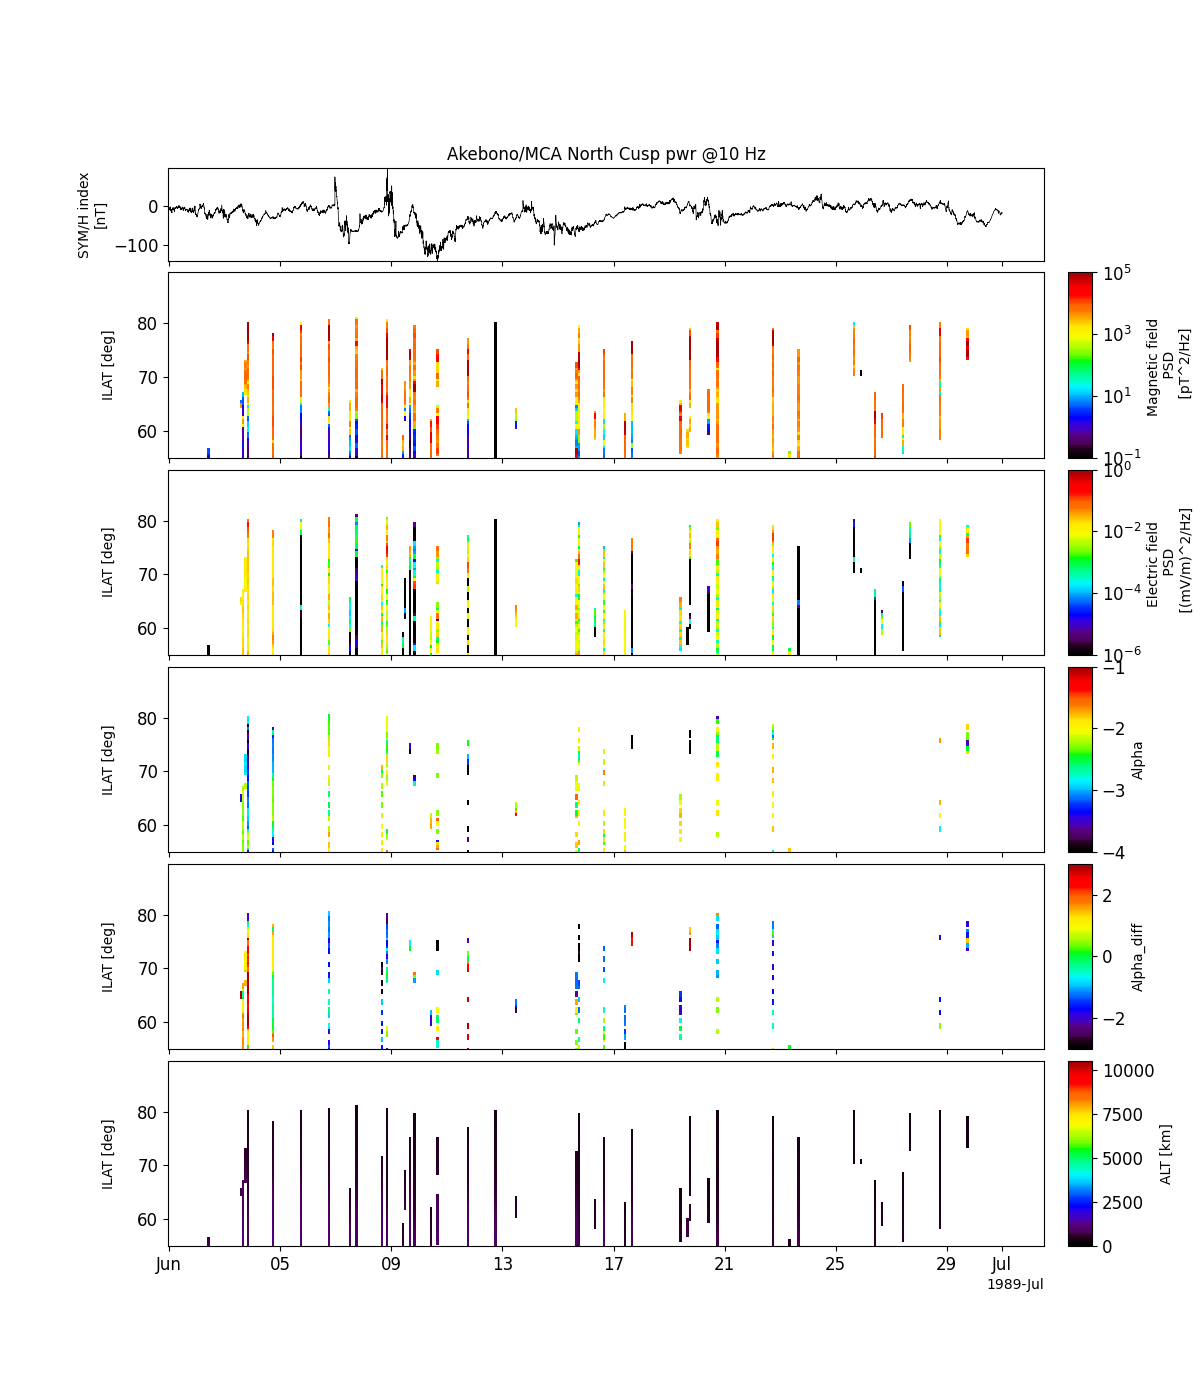 Akebono/MCA North Cusp pwr @10 Hz
SYM/H index
[nT]
0
−100
ILAT [deg]
80
70
60
10^5
10^3
10^1
10^−1
Magnetic field
PSD
[pT^2/Hz]
ILAT [deg]
80
70
60
10^0
10^−2
10^−4
10^−6
Electric field
PSD
[(mV/m)^2/Hz]
ILAT [deg]
80
70
60
−1
−2
−3
−4
Alpha
ILAT [deg]
80
70
60
2
0
−2
Alpha_diff
ILAT [deg]
80
70
60
10000
7500
5000
2500
0
ALT [km]
Jun 05 09 13 17 21 25 29 Jul
1989-Jul